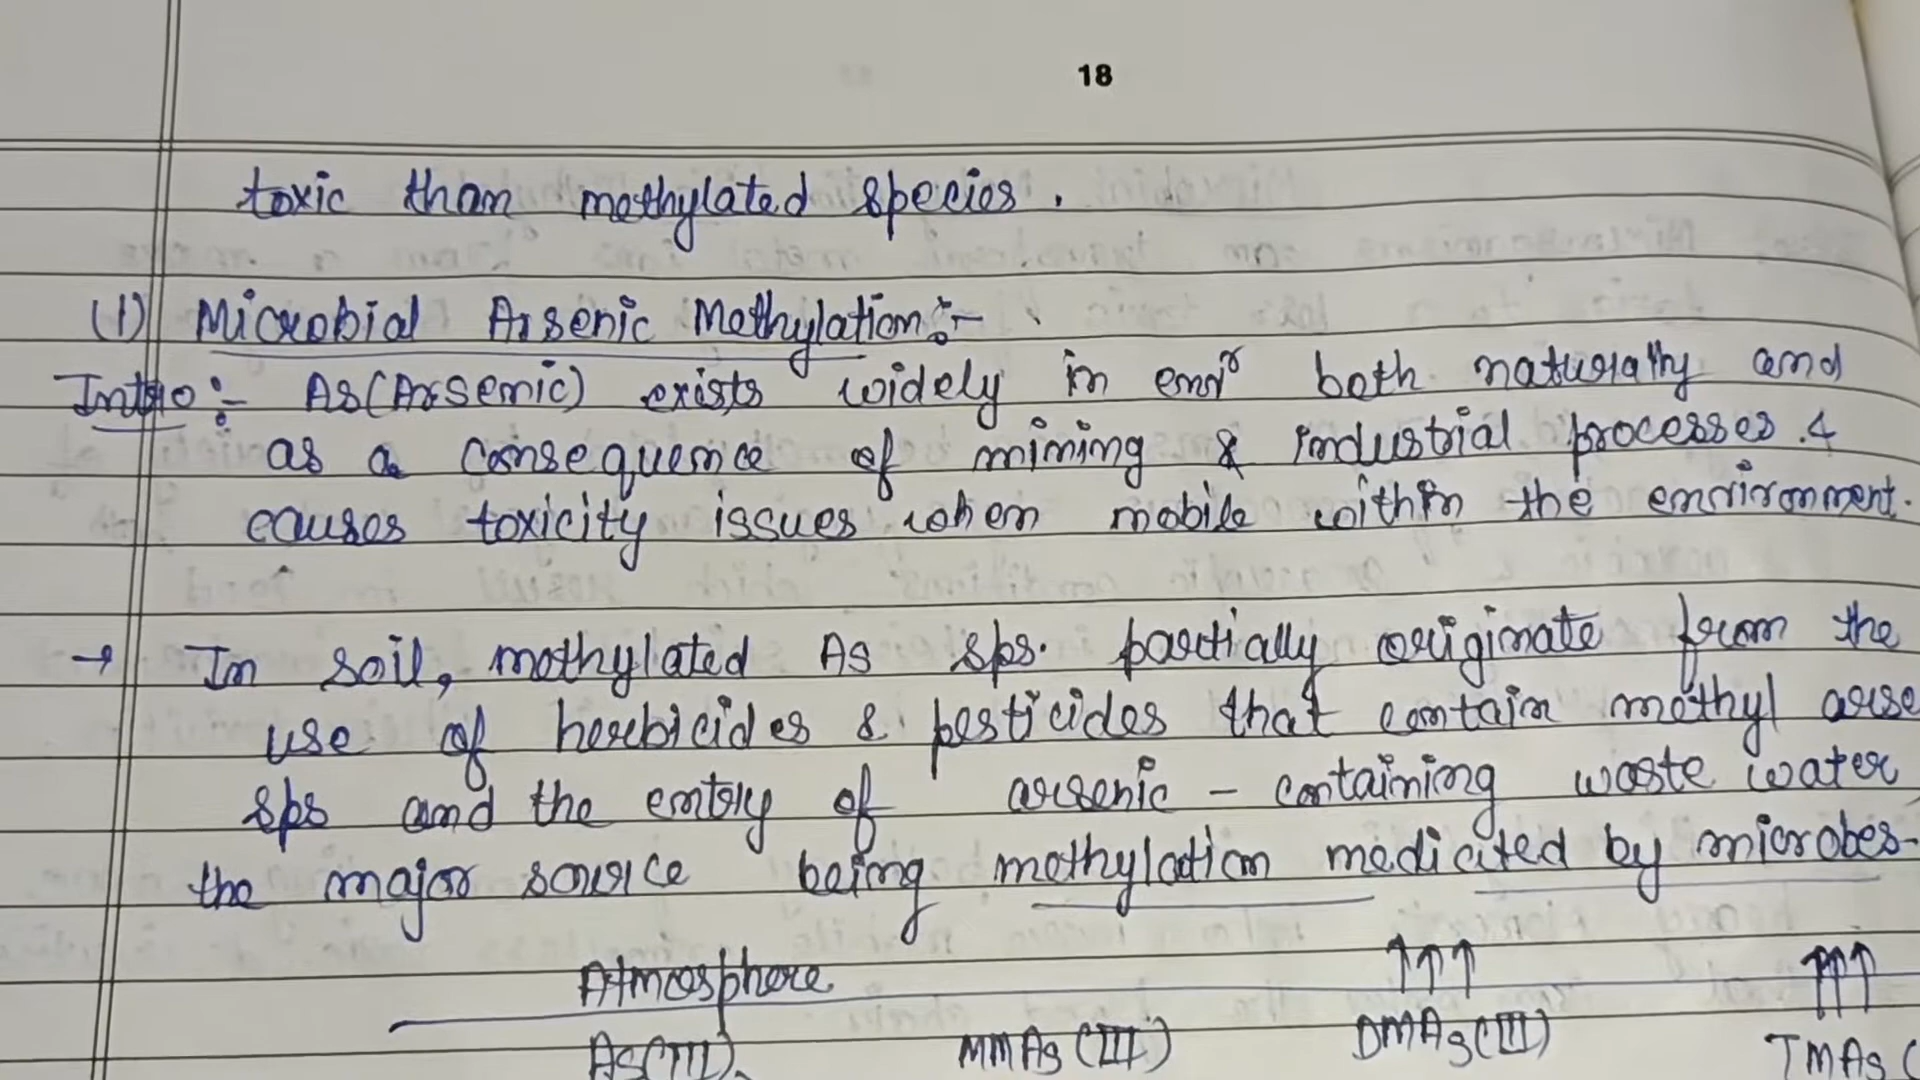 18
toxic than methylated species.
(1) Microbial Arsenic Methylation:-
Intro:- As(Arsenic) exists widely in envr both naturally and
as a consequence of mining & industrial processes. &
causes toxicity issues when mobile within the environment.
→ In soil, methylated As sps. partially originate from the
use of herbicides & pesticides that contain methyl arse
sps and the entry of arsenic - containing waste water
the major source being methylation mediated by microbes-
Atmosphere ↑↑↑ ↑↑↑
As(III) MMAs (III) DMAs(III) TMAs (